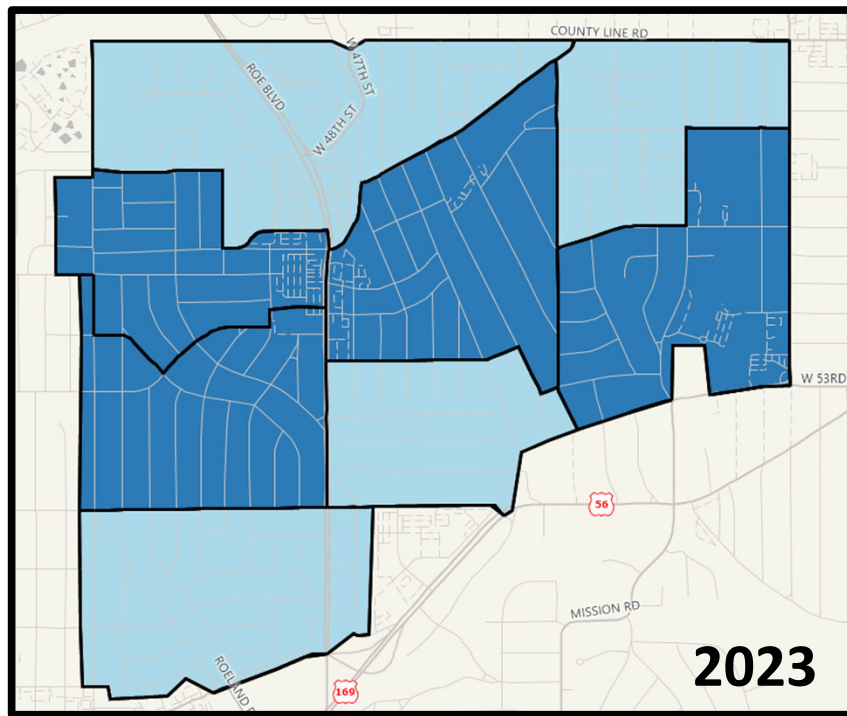 COUNTY LINE RD
W 47TH ST
ROE BLVD
W 48TH ST
W 53RD
56
MISSION RD
2023
ROELAND
169